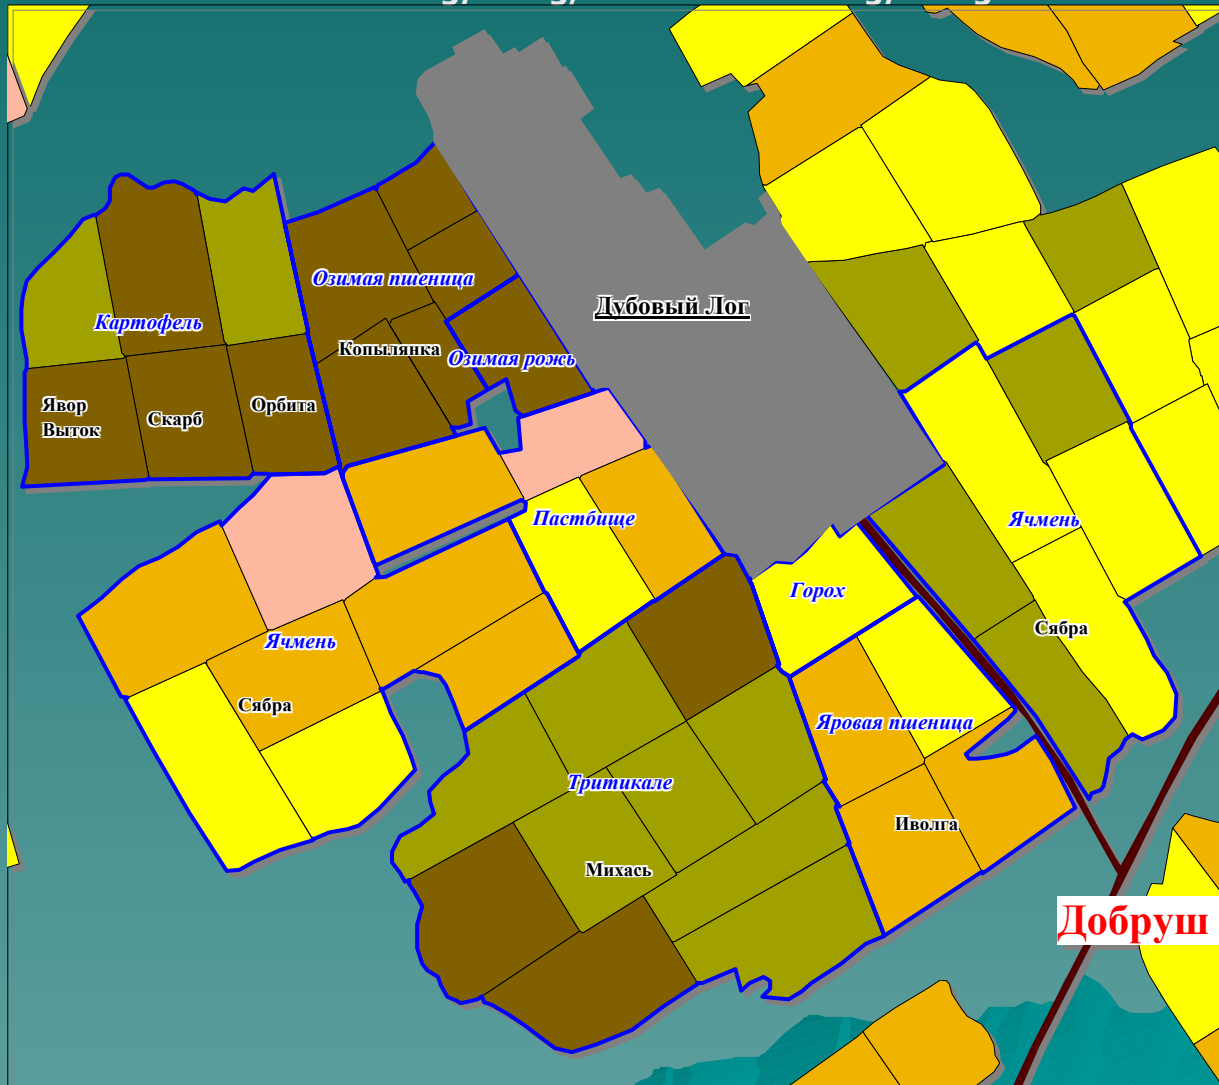 Озимая пшеница
Дубовый Лог
Картофель
Копылянка
Озимая рожь
Явор
Выток
Скарб
Орбита
Пастбище
Ячмень
Горох
Сябра
Ячмень
Сябра
Яровая пшеница
Тритикале
Иволга
Михась
Добруш